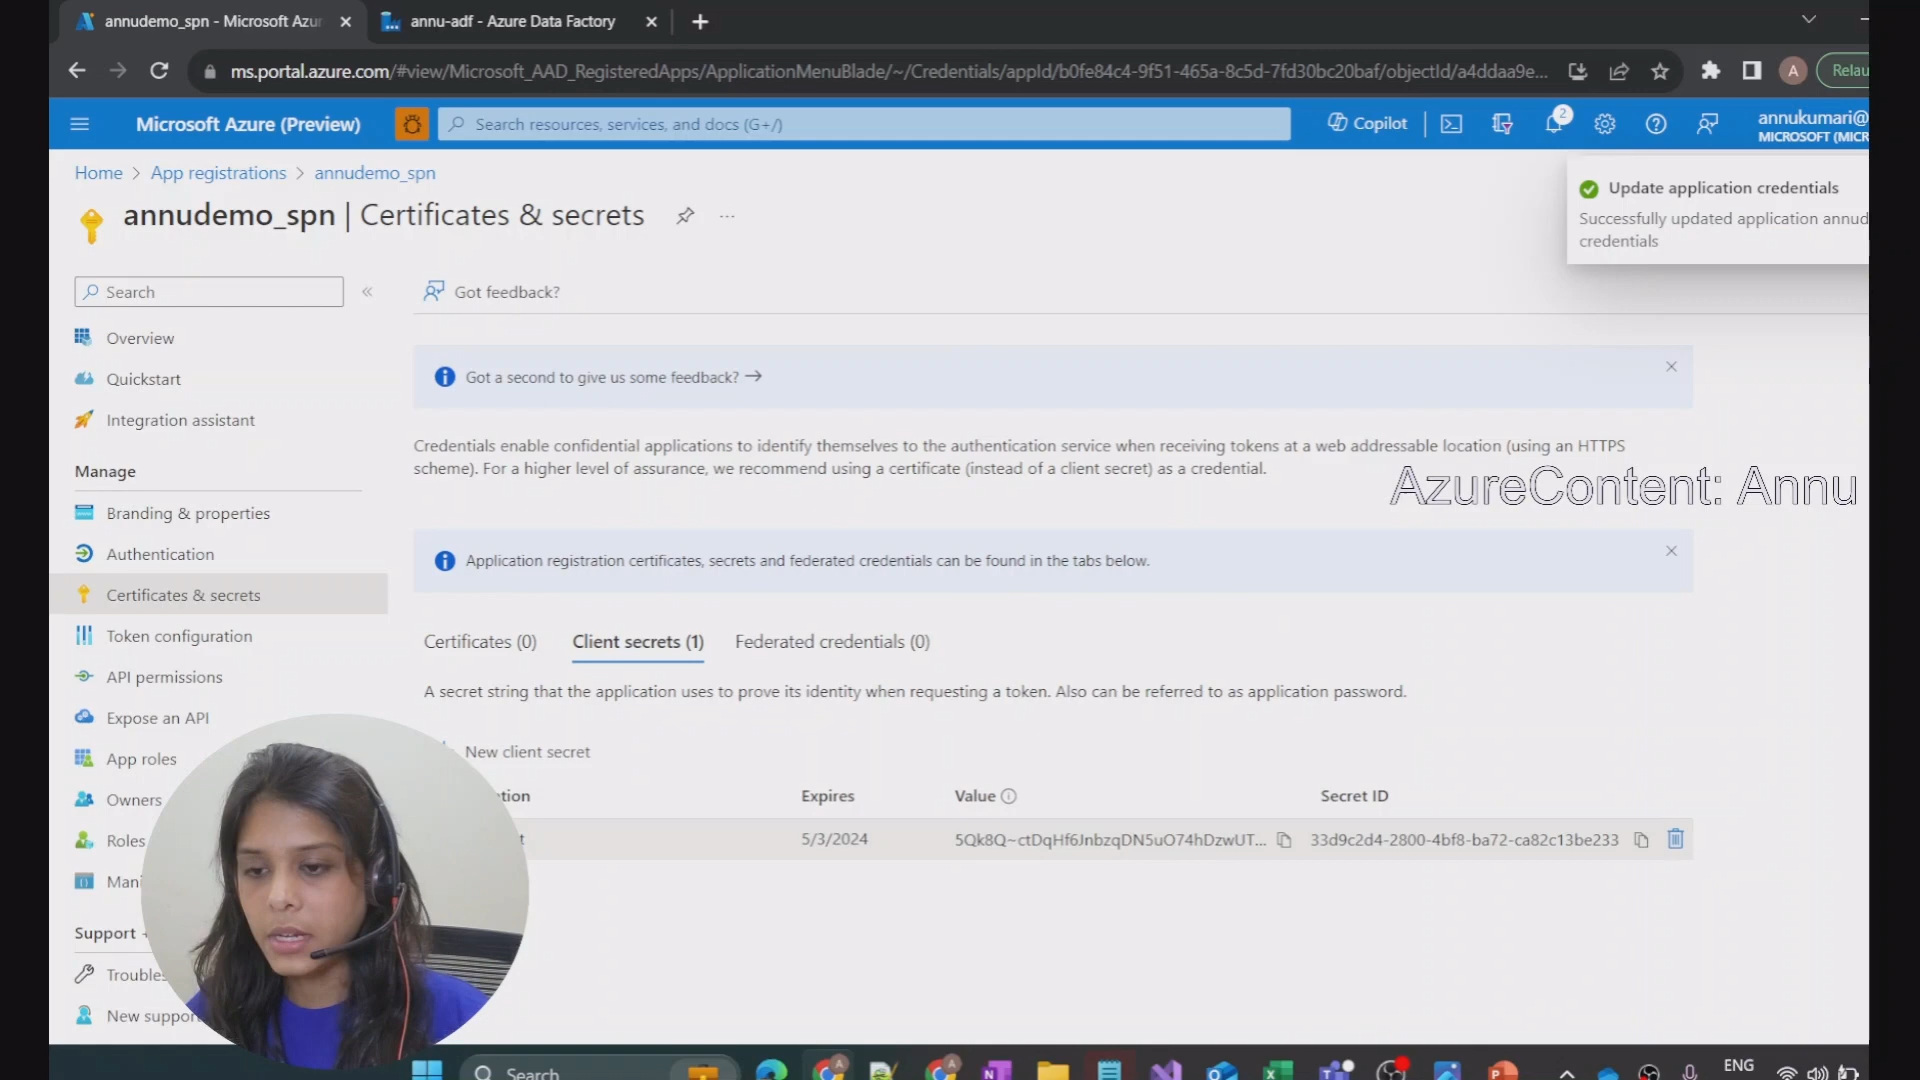 annudemo_spn - Microsoft Azur
annu-adf - Azure Data Factory
ms.portal.azure.com/#view/Microsoft_AAD_RegisteredApps/ApplicationMenuBlade/~/Credentials/appId/b0fe84c4-9f51-465a-8c5d-7fd30bc20baf/objectId/a4ddaa9e...
A
Relau
Microsoft Azure (Preview)
Search resources, services, and docs (G+/)
Copilot
2
annukumari@
MICROSOFT (MICR
Home > App registrations > annudemo_spn
annudemo_spn | Certificates & secrets
Update application credentials
Successfully updated application annud
credentials
Search
Got feedback?
Overview
Quickstart
Integration assistant
Manage
Branding & properties
Authentication
Certificates & secrets
Token configuration
API permissions
Expose an API
App roles
Owners
Roles
Mani
Support
Troubles
New suppor
Got a second to give us some feedback?
Credentials enable confidential applications to identify themselves to the authentication service when receiving tokens at a web addressable location (using an HTTPS
scheme). For a higher level of assurance, we recommend using a certificate (instead of a client secret) as a credential.
AzureContent: Annu
Application registration certificates, secrets and federated credentials can be found in the tabs below.
Certificates (0)
Client secrets (1)
Federated credentials (0)
A secret string that the application uses to prove its identity when requesting a token. Also can be referred to as application password.
New client secret
tion
Expires
Value
Secret ID
t
5/3/2024
5Qk8Q~ctDqHf6JnbzqDN5uO74hDzwUT...
33d9c2d4-2800-4bf8-ba72-ca82c13be233
Search
ENG